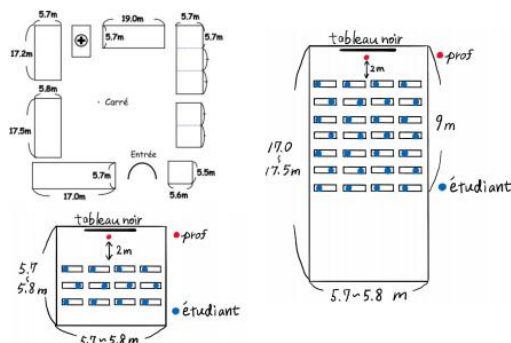 5.7m
19.0m
5.7m
17.2m
5.7m
5.7m
5.8m
Carré
17.5m
Entrée
5.7m
5.5m
17.0m
5.6m
tableau noir
prof
2m
5.7
5.8m
étudiant
5.7~5.8 m
tableau noir
prof
2m
9m
17.0
17.5m
étudiant
5.7~5.8 m